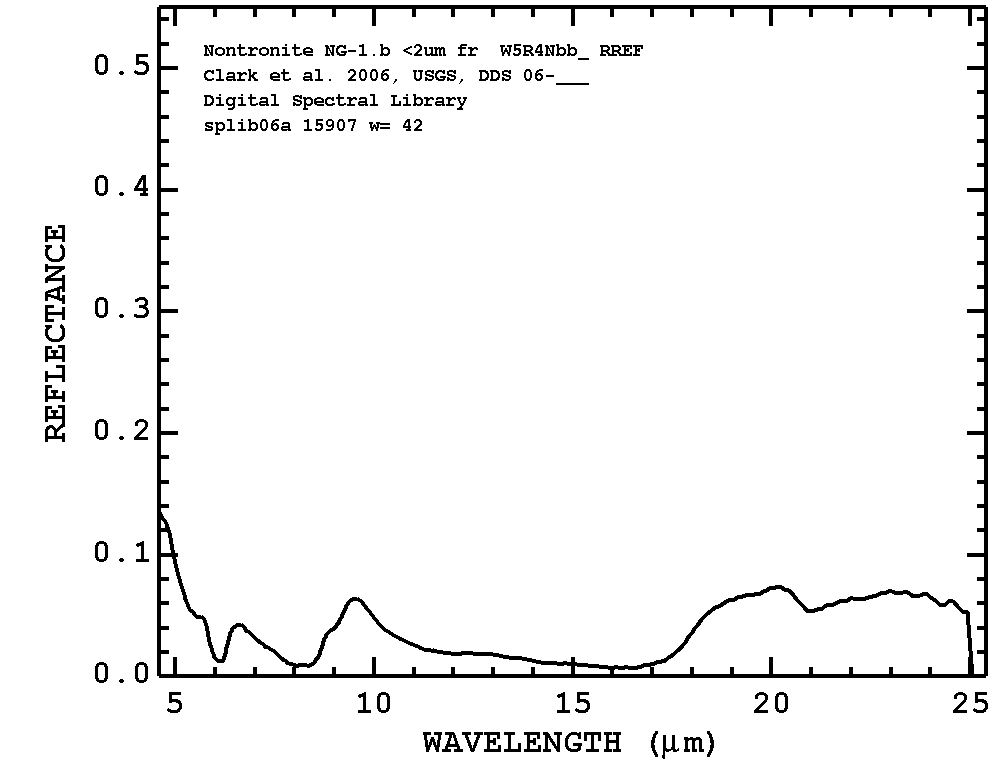 Nontronite NG-1.b <2um fr W5R4Nbb_ RREF
Clark et al. 2006, USGS, DDS 06-___
Digital Spectral Library
splib06a 15907 w= 42
REFLECTANCE
0.5
0.4
0.3
0.2
0.1
0.0
5 10 15 20 25
WAVELENGTH (µm)